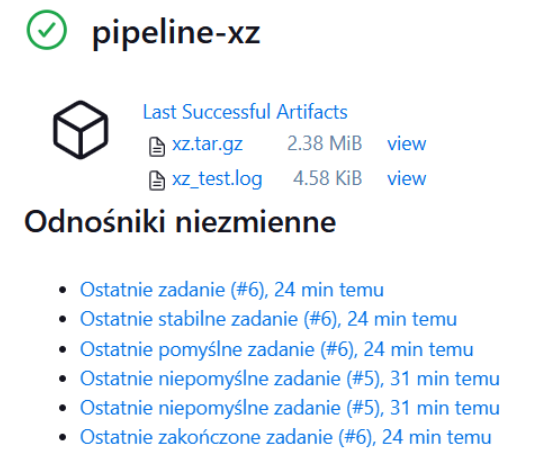 pipeline-xz
Last Successful Artifacts
xz.tar.gz 2.38 MiB view
xz_test.log 4.58 KiB view
Odnośniki niezmienne
Ostatnie zadanie (#6), 24 min temu
Ostatnie stabilne zadanie (#6), 24 min temu
Ostatnie pomyślne zadanie (#6), 24 min temu
Ostatnie niepomyślne zadanie (#5), 31 min temu
Ostatnie niepomyślne zadanie (#5), 31 min temu
Ostatnie zakończone zadanie (#6), 24 min temu